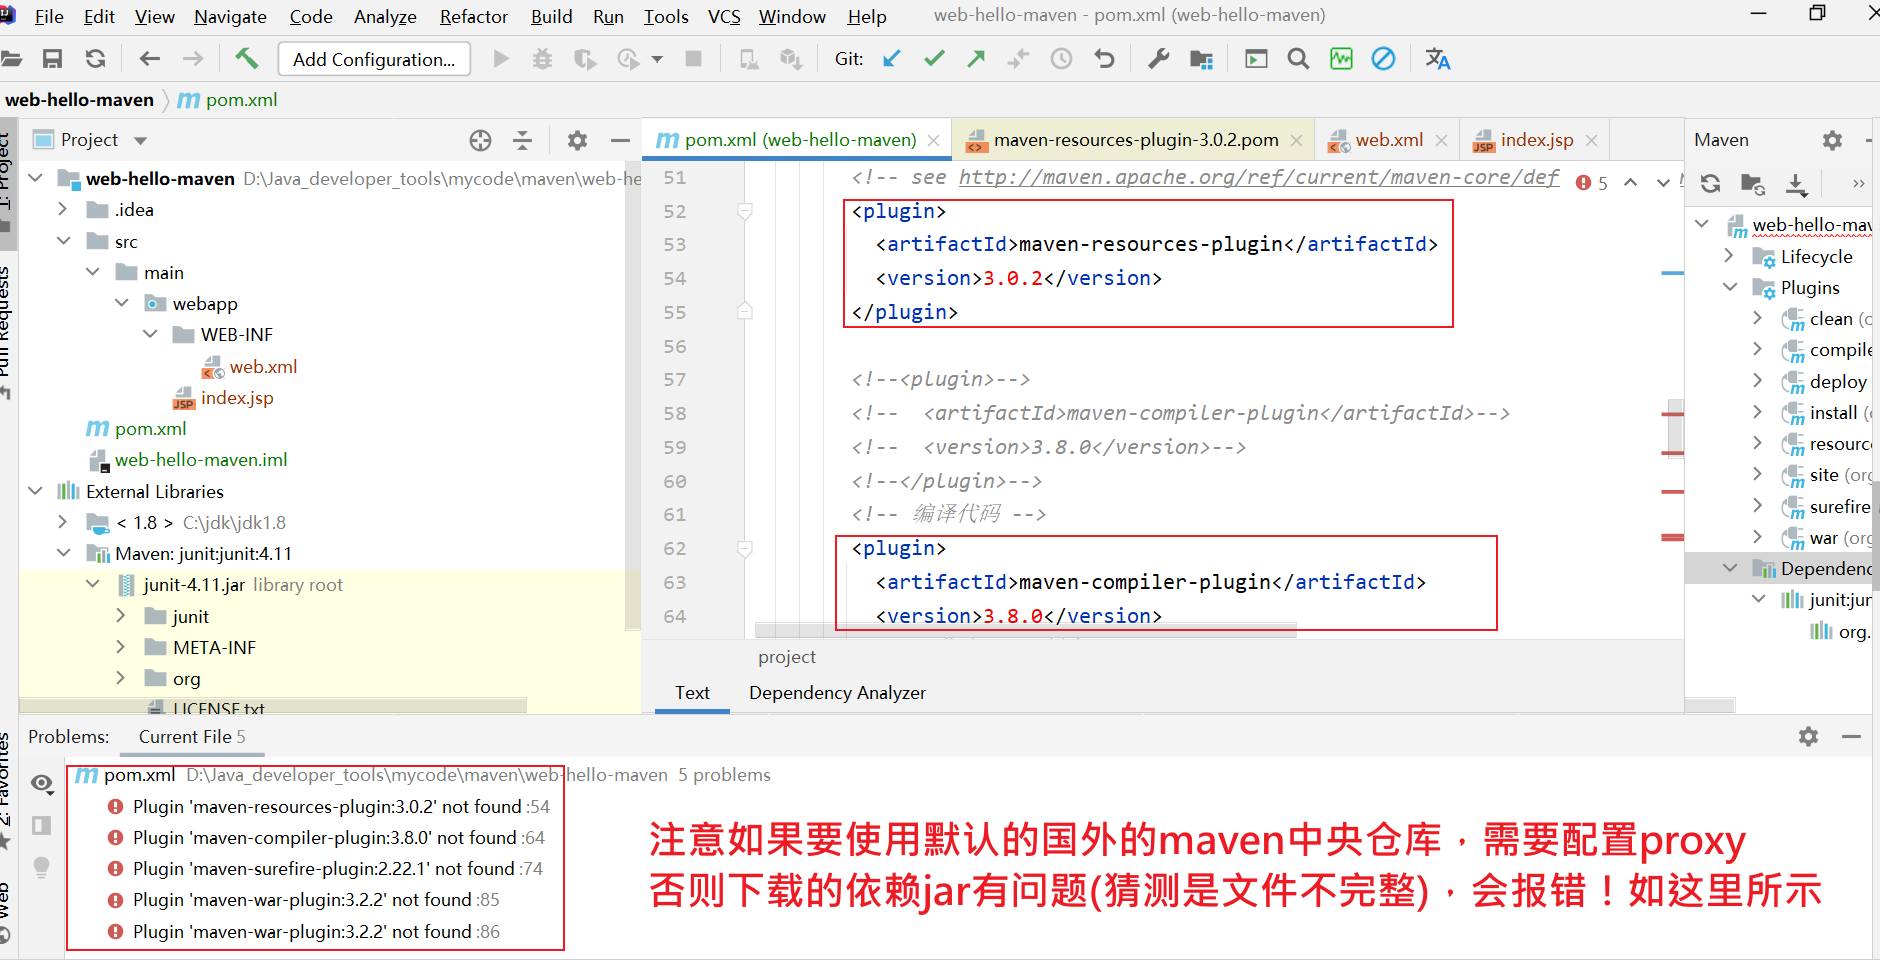 File Edit View Navigate Code Analyze Refactor Build Run Tools VCS Window Help web-hello-maven - pom.xml (web-hello-maven)
Add Configuration... Git:
web-hello-maven pom.xml
1: Project
Pull Requests
2: Favorites
Web
Project
web-hello-maven D:\Java_developer_tools\mycode\maven\web-he
.idea
src
main
webapp
WEB-INF
web.xml
index.jsp
pom.xml
web-hello-maven.iml
External Libraries
< 1.8 > C:\jdk\jdk1.8
Maven: junit:junit:4.11
junit-4.11.jar library root
junit
META-INF
org
LICENSE.txt
pom.xml (web-hello-maven) maven-resources-plugin-3.0.2.pom web.xml index.jsp
51 <!-- see http://maven.apache.org/ref/current/maven-core/def 5
52 <plugin>
53 <artifactId>maven-resources-plugin</artifactId>
54 <version>3.0.2</version>
55 </plugin>
56
57 <!--<plugin>-->
58 <!-- <artifactId>maven-compiler-plugin</artifactId>-->
59 <!-- <version>3.8.0</version>-->
60 <!--</plugin>-->
61 <!-- 编译代码 -->
62 <plugin>
63 <artifactId>maven-compiler-plugin</artifactId>
64 <version>3.8.0</version>
project
Text Dependency Analyzer
Maven
web-hello-mav
Lifecycle
Plugins
clean (o
compile
deploy
install (o
resource
site (org
surefire
war (org
Dependenc
junit:jun
org.
Problems: Current File 5
pom.xml D:\Java_developer_tools\mycode\maven\web-hello-maven 5 problems
Plugin 'maven-resources-plugin:3.0.2' not found :54
Plugin 'maven-compiler-plugin:3.8.0' not found :64
Plugin 'maven-surefire-plugin:2.22.1' not found :74
Plugin 'maven-war-plugin:3.2.2' not found :85
Plugin 'maven-war-plugin:3.2.2' not found :86
注意如果要使用默认的国外的maven中央仓库，需要配置proxy
否则下载的依赖jar有问题(猜测是文件不完整)，会报错！如这里所示